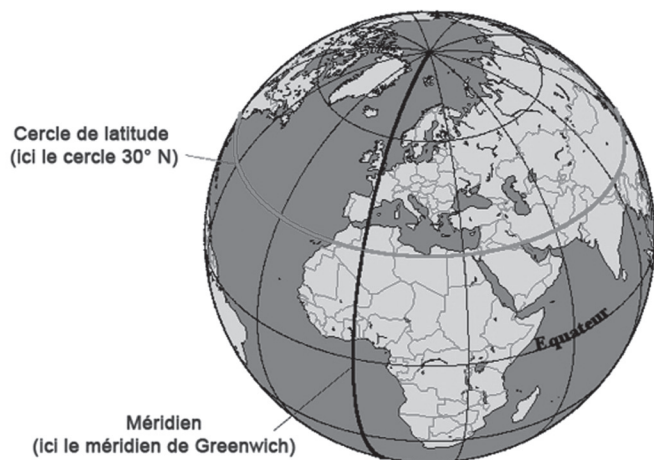 Cercle de latitude
(ici le cercle 30° N)
Equateur
Méridien
(ici le méridien de Greenwich)